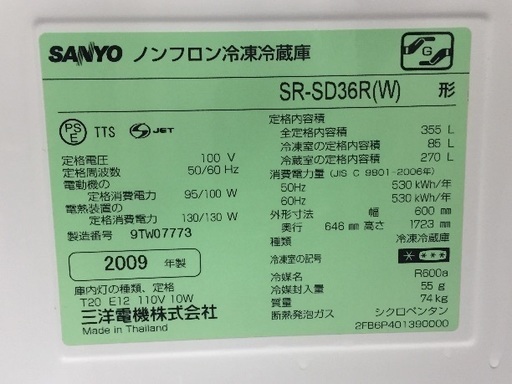 SANYO ノンフロン冷凍冷蔵庫
G
SR-SD36R(W) 形
PS E TTS S JET
定格電圧 100 V
定格周波数 50/60 Hz
電動機の
定格消費電力 95/100 W
電熱装置の
定格消費電力 130/130 W
製造番号 9TW07773
2009 年製
庫内灯の種類、定格
T20 E12 110V 10W
三洋電機株式会社
Made in Thailand
定格内容積
全定格内容積 355 L
冷凍室の定格内容積 85 L
冷蔵室の定格内容積 270 L
消費電力量 (JIS C 9801-2006年)
50Hz 530 kWh/年
60Hz 530 kWh/年
外形寸法 幅 600 mm
奥行 646 mm 高さ 1723 mm
種類 冷凍冷蔵庫
冷凍室の記号 * ***
冷媒名 R600a
冷媒封入量 55 g
質量 74 kg
断熱発泡ガス シクロペンタン
2FB6P401390000